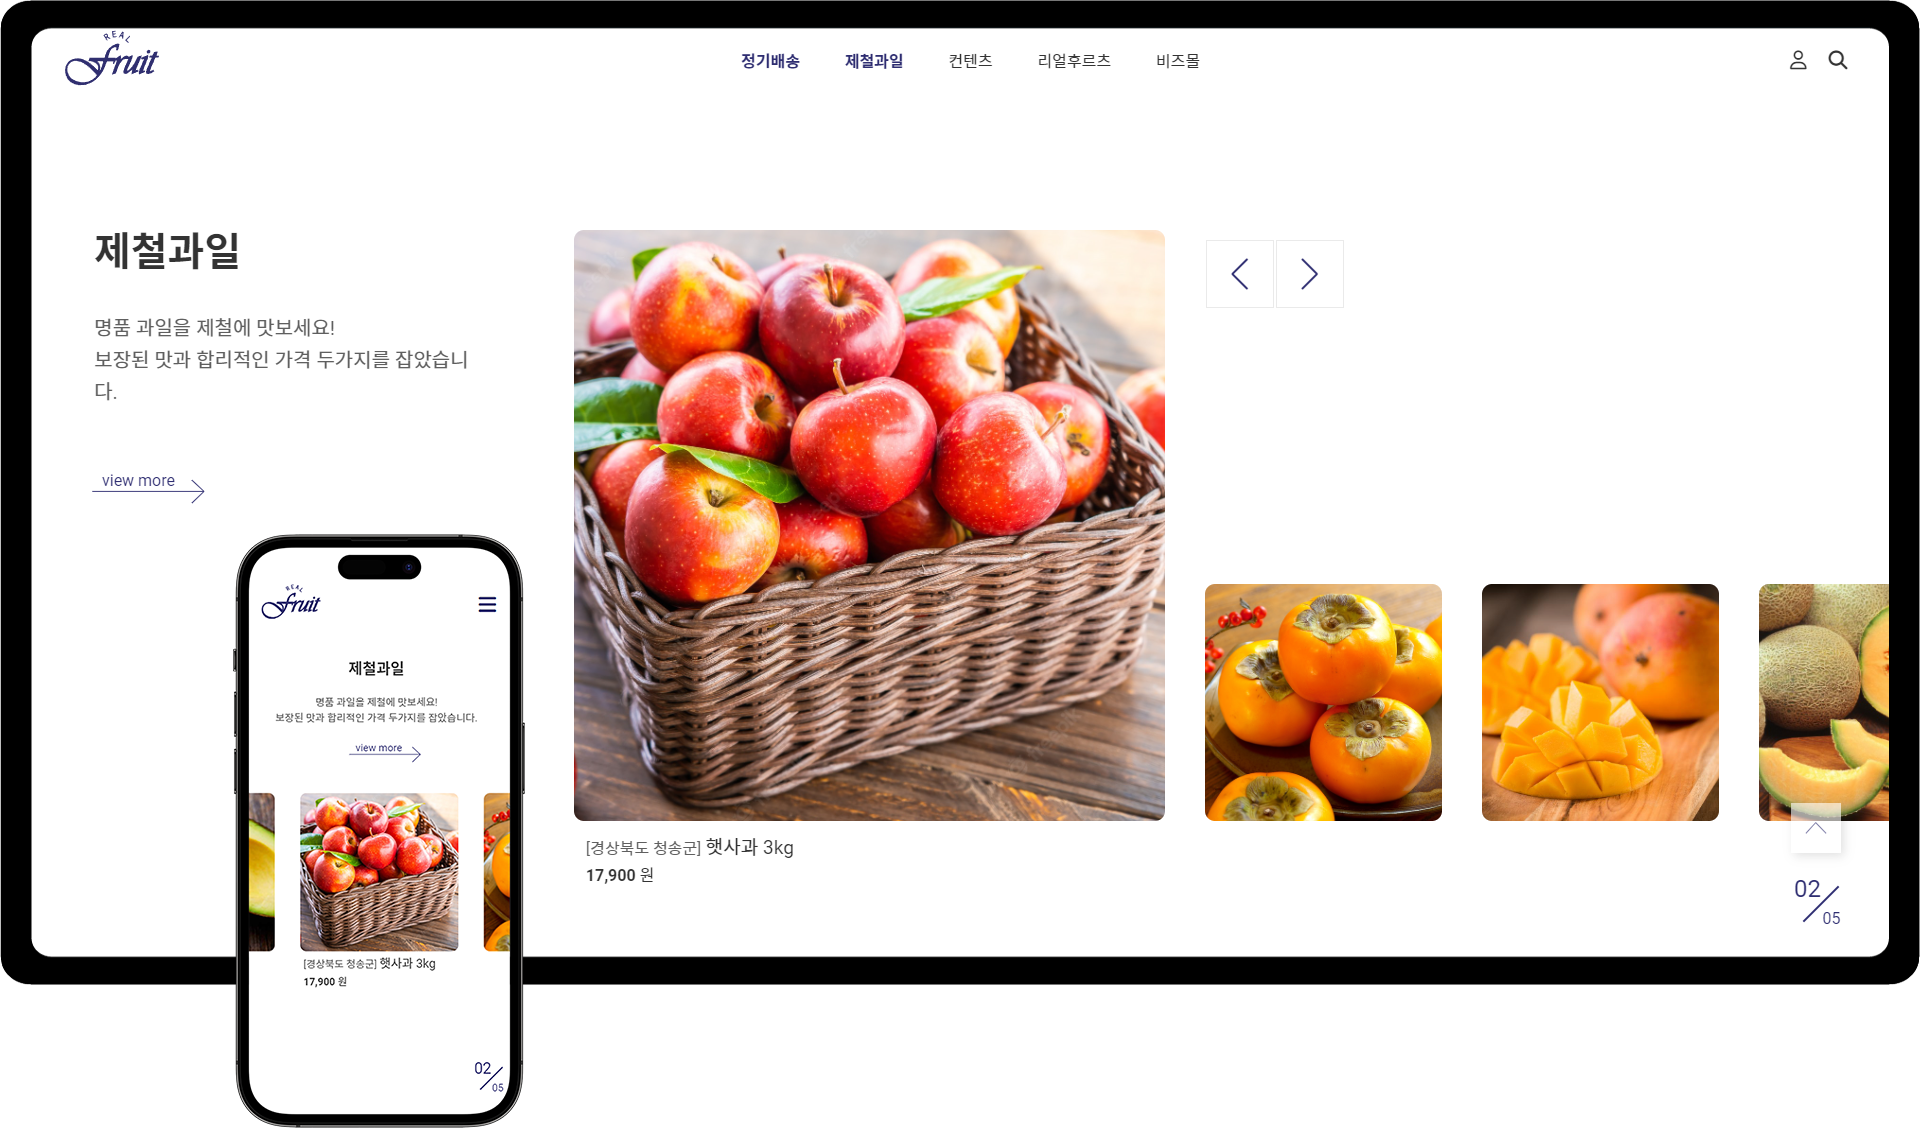 REAL
Fruit
정기배송 제철과일 컨텐츠 리얼후르츠 비즈몰
제철과일
명품 과일을 제철에 맛보세요!
보장된 맛과 합리적인 가격 두가지를 잡았습니
다.
view more
[경상북도 청송군] 햇사과 3kg
17,900 원
02
05
REAL
Fruit
제철과일
명품 과일을 제철에 맛보세요!
보장된 맛과 합리적인 가격 두가지를 잡았습니다.
view more
[경상북도 청송군] 햇사과 3kg
17,900 원
02
05